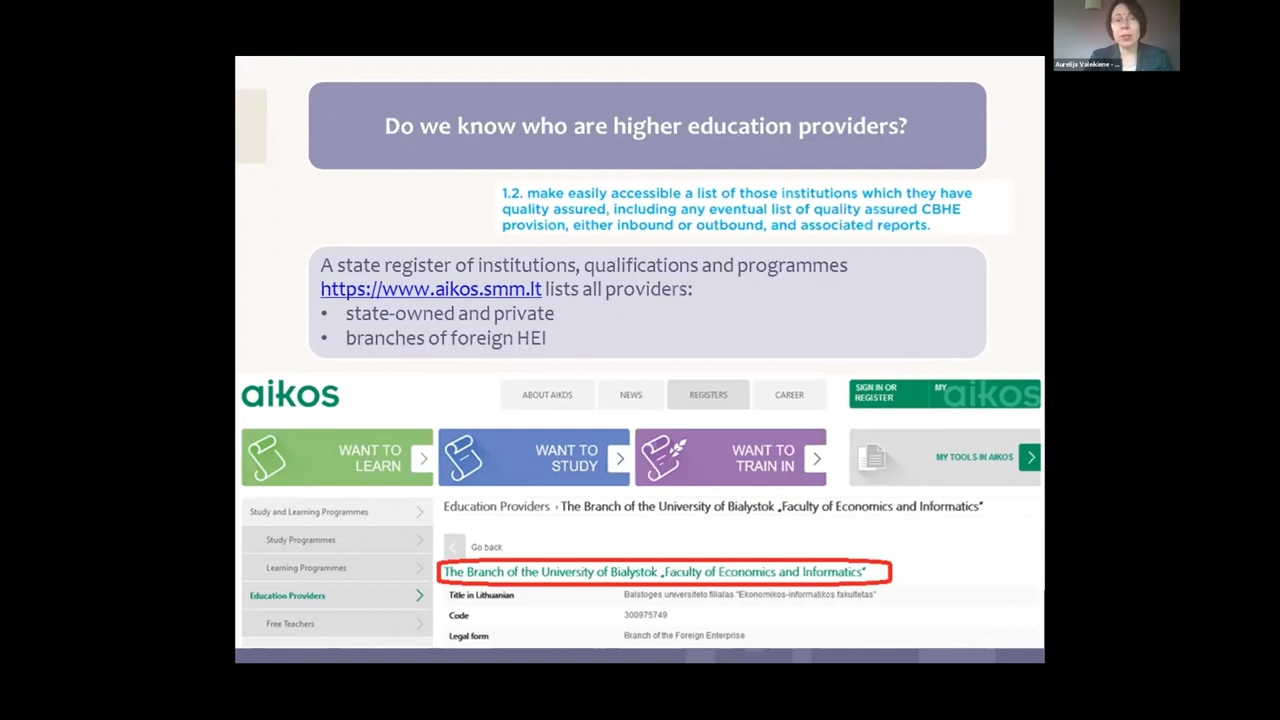 Aurelija Valeikiene - ...
Do we know who are higher education providers?
1.2. make easily accessible a list of those institutions which they have
quality assured, including any eventual list of quality assured CBHE
provision, either inbound or outbound, and associated reports.
A state register of institutions, qualifications and programmes
https://www.aikos.smm.lt lists all providers:
• state-owned and private
• branches of foreign HEI
aikos
ABOUT AIKOS
NEWS
REGISTERS
CAREER
SIGN IN OR
REGISTER
MY
aikos
WANT TO
LEARN
WANT TO
STUDY
WANT TO
TRAIN IN
MY TOOLS IN AIKOS
Study and Learning Programmes
Study Programmes
Learning Programmes
Education Providers
Free Teachers
Education Providers › The Branch of the University of Bialystok „Faculty of Economics and Informatics“
Go back
The Branch of the University of Bialystok „Faculty of Economics and Informatics“
Title in Lithuanian Balstogės universiteto filialas "Ekonomikos-informatikos fakultetas"
Code 300975749
Legal form Branch of the Foreign Enterprise